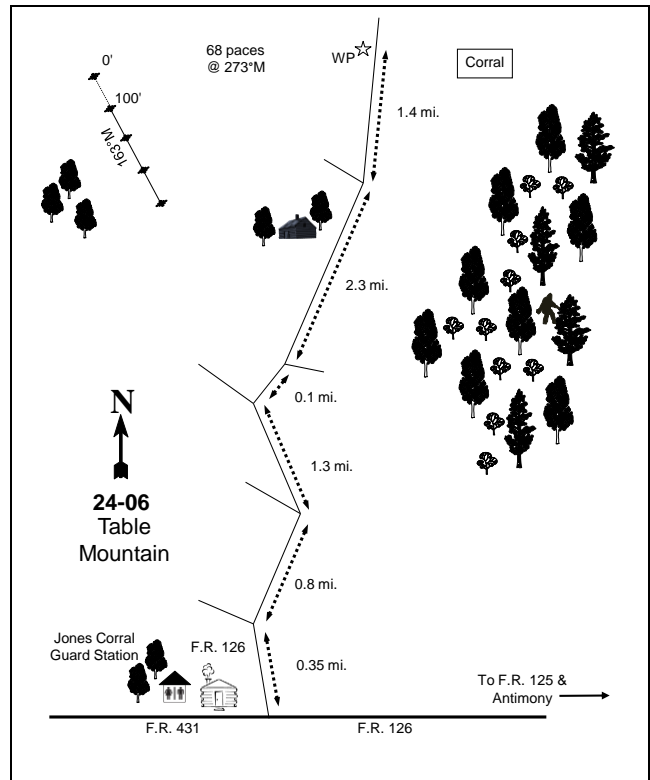 68 paces
@ 273°M
WP
Corral
0'
100'
163°M
1.4 mi.
2.3 mi.
0.1 mi.
N
24-06
Table
Mountain
1.3 mi.
0.8 mi.
Jones Corral
Guard Station
F.R. 126
0.35 mi.
To F.R. 125 &
Antimony
F.R. 431
F.R. 126